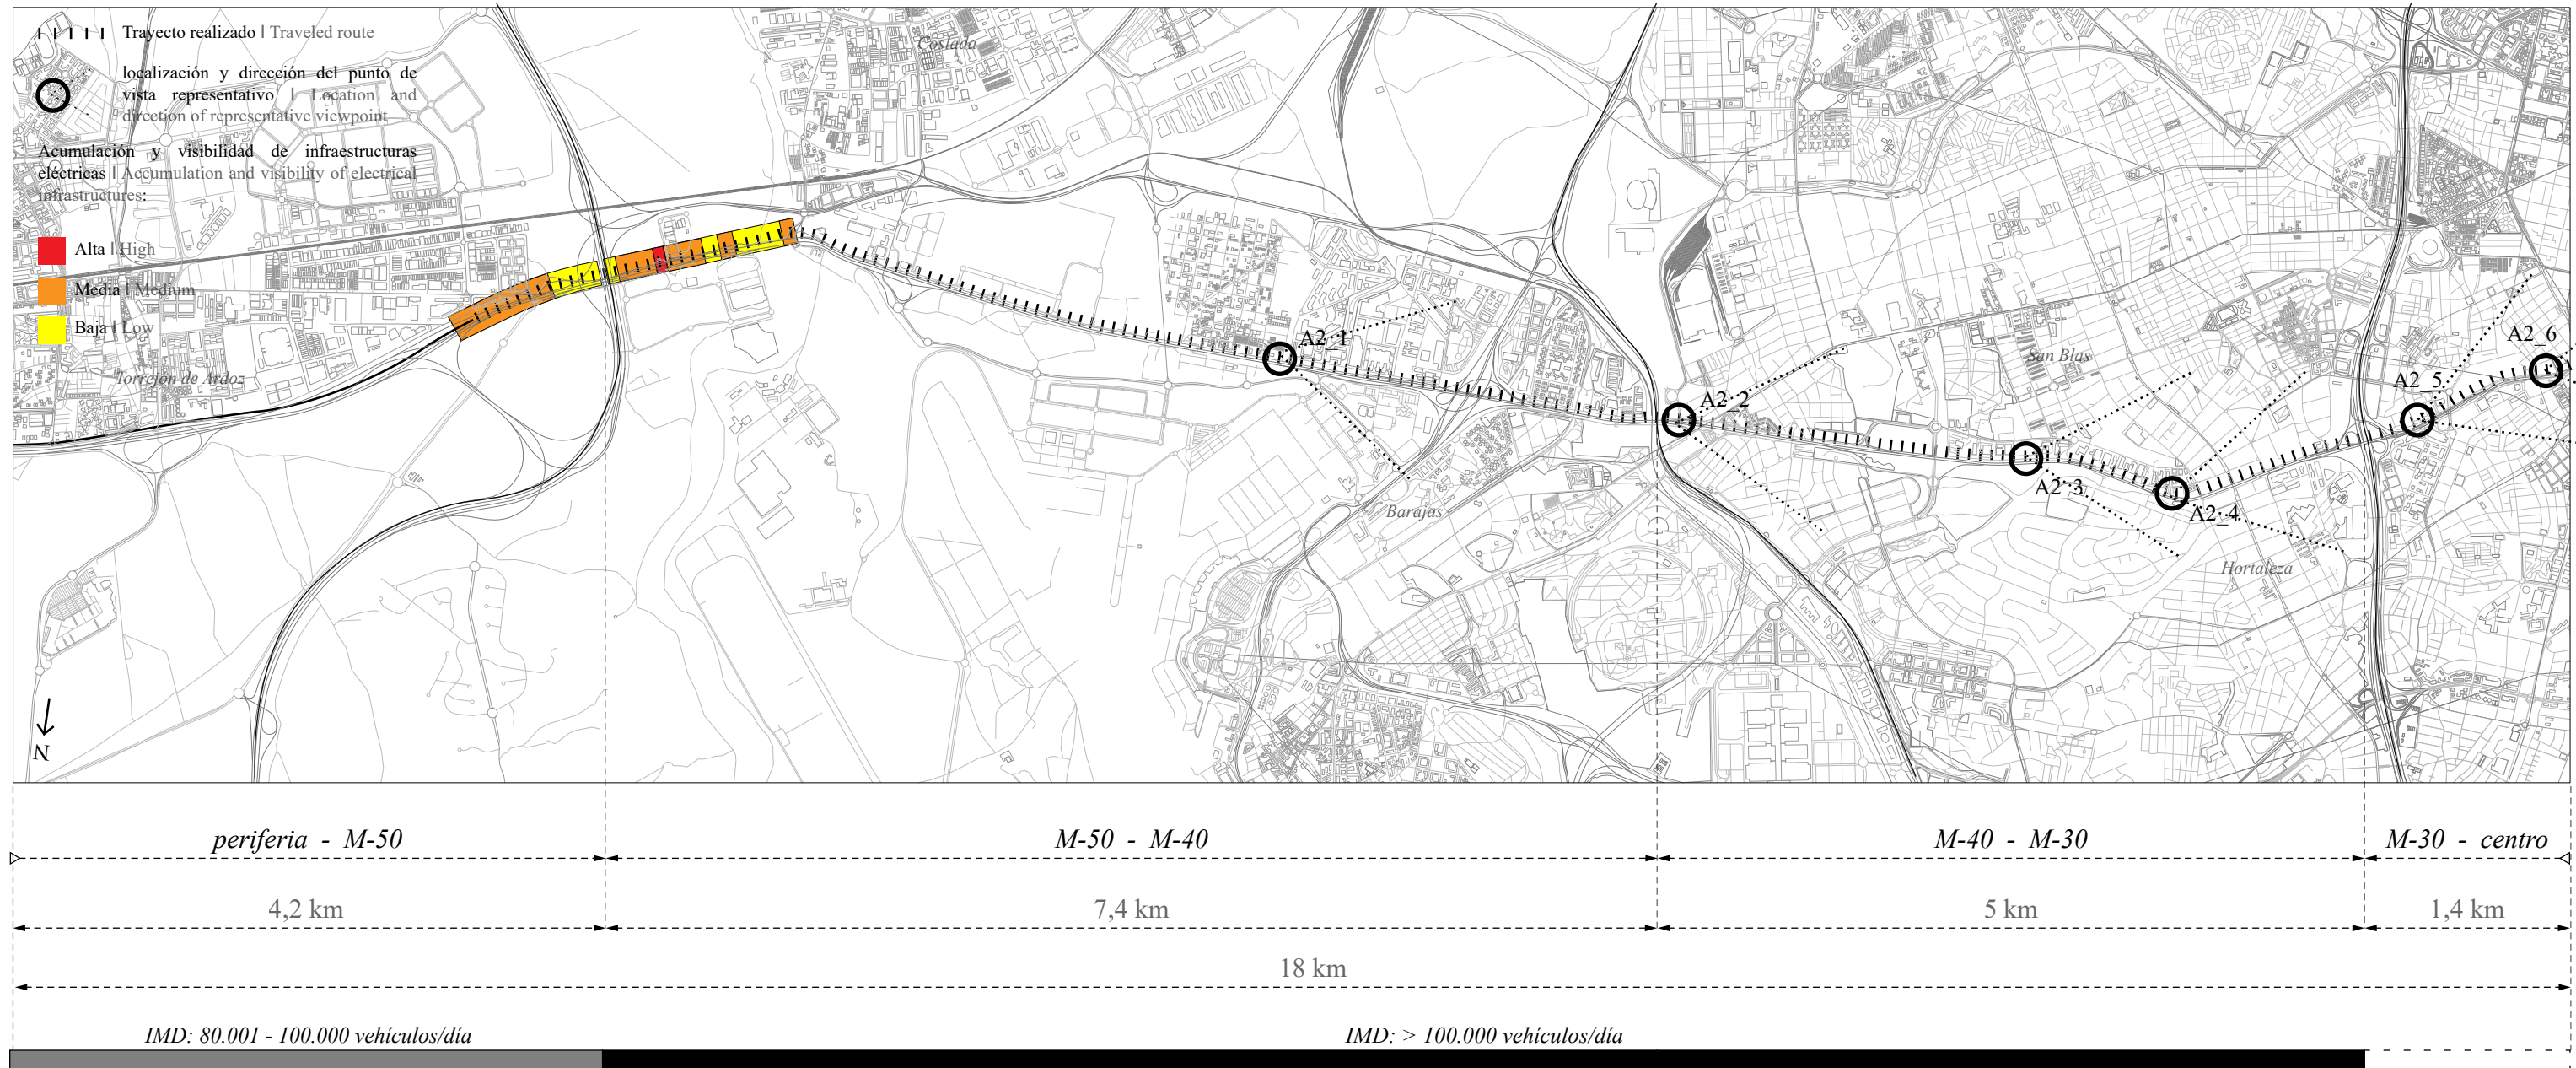 Trayecto realizado | Traveled route
localización y dirección del punto de
vista representativo | Location and
direction of representative viewpoint
Acumulación y visibilidad de infraestructuras
eléctricas | Accumulation and visibility of electrical
infrastructures:
Alta | High
Media | Medium
Baja | Low
Coslada
Torrejón de Ardoz
A2_1
A2_2
A2_3
A2_4
A2_5
A2_6
San Blas
Barajas
Hortaleza
N
periferia - M-50
M-50 - M-40
M-40 - M-30
M-30 - centro
4,2 km
7,4 km
5 km
1,4 km
18 km
IMD: 80.001 - 100.000 vehículos/día
IMD: > 100.000 vehículos/día